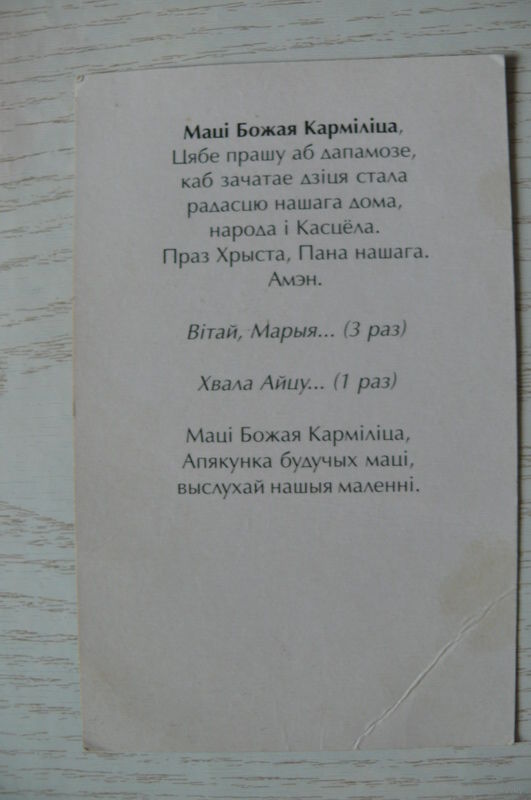 Маці Божая Карміліца,
Цябе прашу аб дапамозе,
каб зачатае дзіця стала
радасцю нашага дома,
народа і Касцёла.
Праз Хрыста, Пана нашага.
Амэн.
Вітай, Марыя... (3 раз)
Хвала Айцу... (1 раз)
Маці Божая Карміліца,
Апякунка будучых маці,
выслухай нашыя маленні.